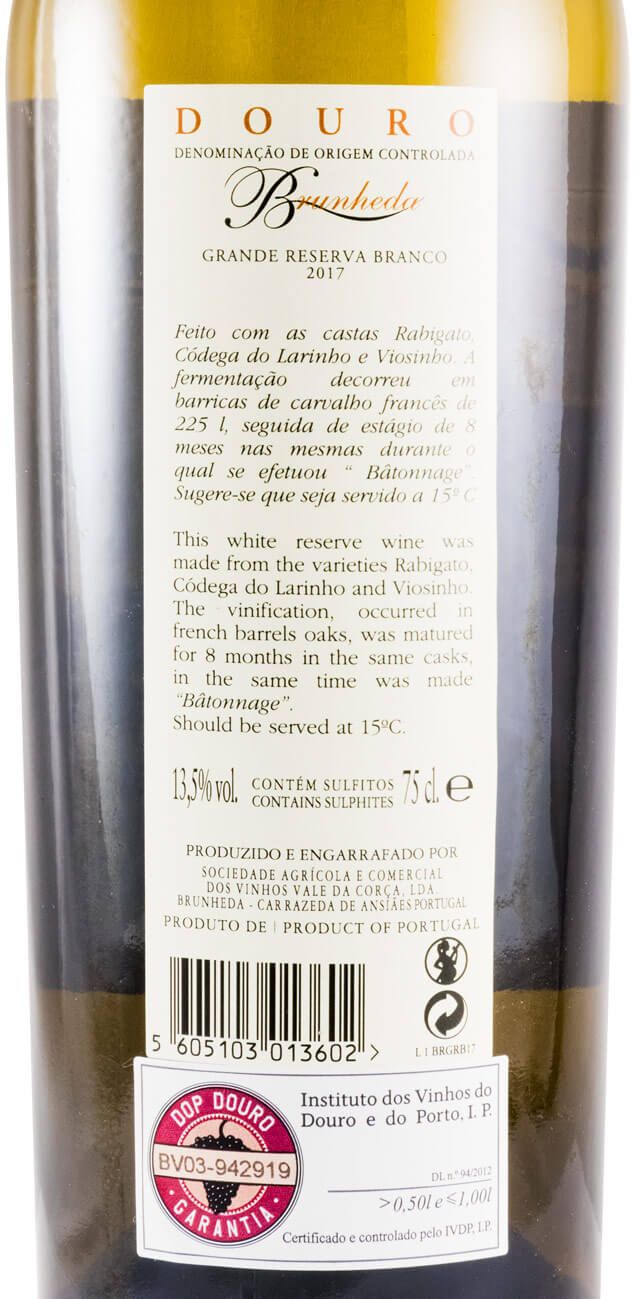 DOURO
DENOMINAÇÃO DE ORIGEM CONTROLADA
Brunheda
GRANDE RESERVA BRANCO
2017
Feito com as castas Rabigato,
Códega do Larinho e Viosinho. A
fermentação decorreu em
barricas de carvalho francês de
225 l, seguida de estágio de 8
meses nas mesmas durante o
qual se efetuou “ Bâtonnage”.
Sugere-se que seja servido a 15º C
This white reserve wine was
made from the varieties Rabigato,
Códega do Larinho and Viosinho.
The vinification, occurred in
french barrels oaks, was matured
for 8 months in the same casks,
in the same time was made
“Bâtonnage”.
Should be served at 15ºC.
13,5% vol. CONTÉM SULFITOS 75 cl. e
CONTAINS SULPHITES
PRODUZIDO E ENGARRAFADO POR
SOCIEDADE AGRÍCOLA E COMERCIAL
DOS VINHOS VALE DA CORÇA, LDA.
BRUNHEDA - CARRAZEDA DE ANSIÃES PORTUGAL
PRODUTO DE | PRODUCT OF PORTUGAL
5 605103 013602 >
L 1 BRGRB17
DOP DOURO
BV03-942919
· GARANTIA ·
Instituto dos Vinhos do
Douro e do Porto, I. P.
DL n.º 94/2012
>0,50l e ≤1,00l
Certificado e controlado pelo IVDP, I.P.